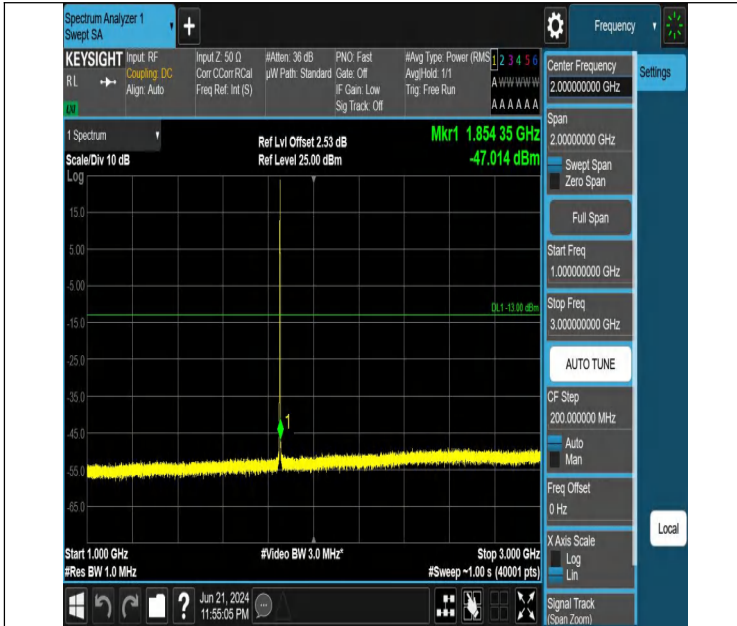 Spectrum Analyzer 1
Swept SA
+
Frequency
KEYSIGHT
RL
Input: RF
Coupling: DC
Align: Auto
Input Z: 50 Ω
Corr CCorr RCal
Freq Ref: Int (S)
#Atten: 36 dB
µW Path: Standard
PNO: Fast
Gate: Off
IF Gain: Low
Sig Track: Off
#Avg Type: Power (RMS
Avg|Hold: 1/1
Trig: Free Run
1 2 3 4 5 6
A W W W W W
A A A A A A
1 Spectrum
Scale/Div 10 dB
Log
Ref Lvl Offset 2.53 dB
Ref Level 25.00 dBm
Mkr1 1.854 35 GHz
-47.014 dBm
15.0
5.00
-5.00
DL1 -13.00 dBm
-15.0
-25.0
-35.0
1
-45.0
-55.0
-65.0
Start 1.000 GHz
#Res BW 1.0 MHz
#Video BW 3.0 MHz*
Stop 3.000 GHz
#Sweep ~1.00 s (40001 pts)
?
Jun 21, 2024
11:55:05 PM
Center Frequency
2.000000000 GHz
Settings
Span
2.00000000 GHz
Swept Span
Zero Span
Full Span
Start Freq
1.000000000 GHz
Stop Freq
3.000000000 GHz
AUTO TUNE
CF Step
200.000000 MHz
Auto
Man
Freq Offset
0 Hz
X Axis Scale
Log
Lin
Local
Signal Track
(Span Zoom)